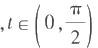 , t ∈ ( 0 , π/2 )